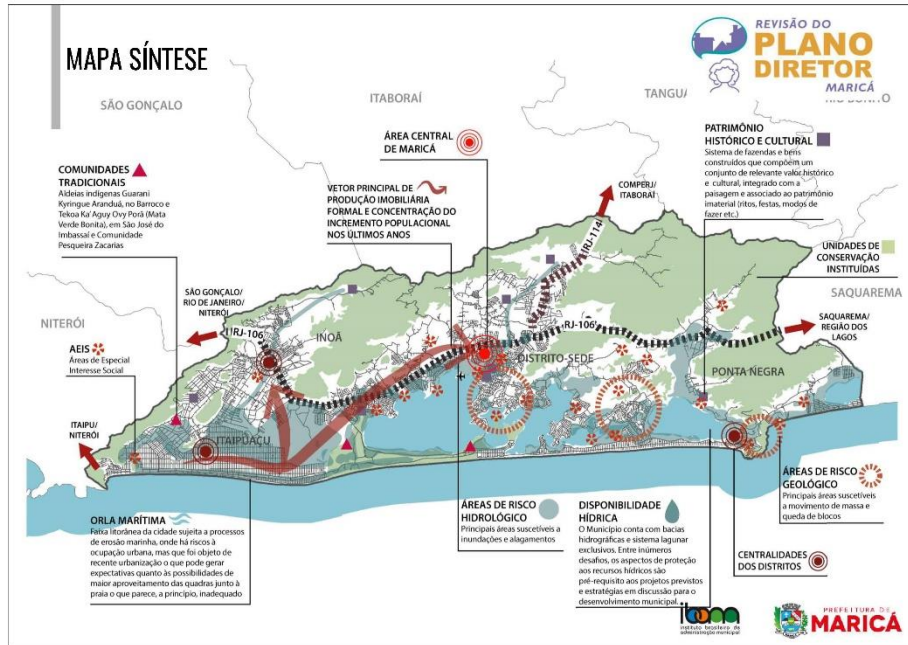 MAPA SÍNTESE
REVISÃO DO
PLANO
DIRETOR
MARICÁ
SÃO GONÇALO
ITABORAÍ
TANGUÁ
RIO BONITO
ÁREA CENTRAL
DE MARICÁ
PATRIMÔNIO
HISTÓRICO E CULTURAL
Sistema de fazendas e bens
construídos que compõem um
conjunto de relevante valor histórico
e cultural, integrado com a
paisagem e associado ao patrimônio
imaterial (ritos, festas, modos de
fazer etc.)
COMUNIDADES
TRADICIONAIS
Aldeias indígenas Guarani
Kyringue Aranduá, no Barroco e
Tekoa Ka'Aguy Ovy Porã (Mata
Verde Bonita), em São José do
Imbassaí e Comunidade
Pesqueira Zacarias
VETOR PRINCIPAL DE
PRODUÇÃO IMOBILIÁRIA
FORMAL E CONCENTRAÇÃO DO
INCREMENTO POPULACIONAL
NOS ÚLTIMOS ANOS
COMPERJ/
ITABORAÍ
RJ-114
UNIDADES DE
CONSERVAÇÃO
INSTITUÍDAS
SAQUAREMA
SÃO GONÇALO/
RIO DE JANEIRO/
NITERÓI
NITERÓI
RJ-106
INOÃ
RJ-106
SAQUAREMA/
REGIÃO DOS
LAGOS
AEIS
Áreas de Especial
Interesse Social
DISTRITO-SEDE
PONTA NEGRA
ITAIPU/
NITERÓI
ITAIPUAÇU
ORLA MARÍTIMA
Faixa litorânea da cidade sujeita a processos
de erosão marinha, onde há riscos à
ocupação urbana, mas que foi objeto de
recente urbanização o que pode gerar
expectativas quanto às possibilidades de
maior aproveitamento das quadras junto à
praia o que parece, a princípio, inadequado
ÁREAS DE RISCO
HIDROLÓGICO
Principais áreas suscetíveis a
inundações e alagamentos
DISPONIBILIDADE
HÍDRICA
O Município conta com bacias
hidrográficas e sistema lagunar
exclusivos. Entre inúmeros
desafios, os aspectos de proteção
aos recursos hídricos são
pré-requisito aos projetos previstos
e estratégias em discussão para o
desenvolvimento municipal.
ÁREAS DE RISCO
GEOLÓGICO
Principais áreas suscetíveis
a movimento de massa e
queda de blocos
CENTRALIDADES
DOS DISTRITOS
ibam
instituto brasileiro de
administração municipal
PREFEITURA DE
MARICÁ